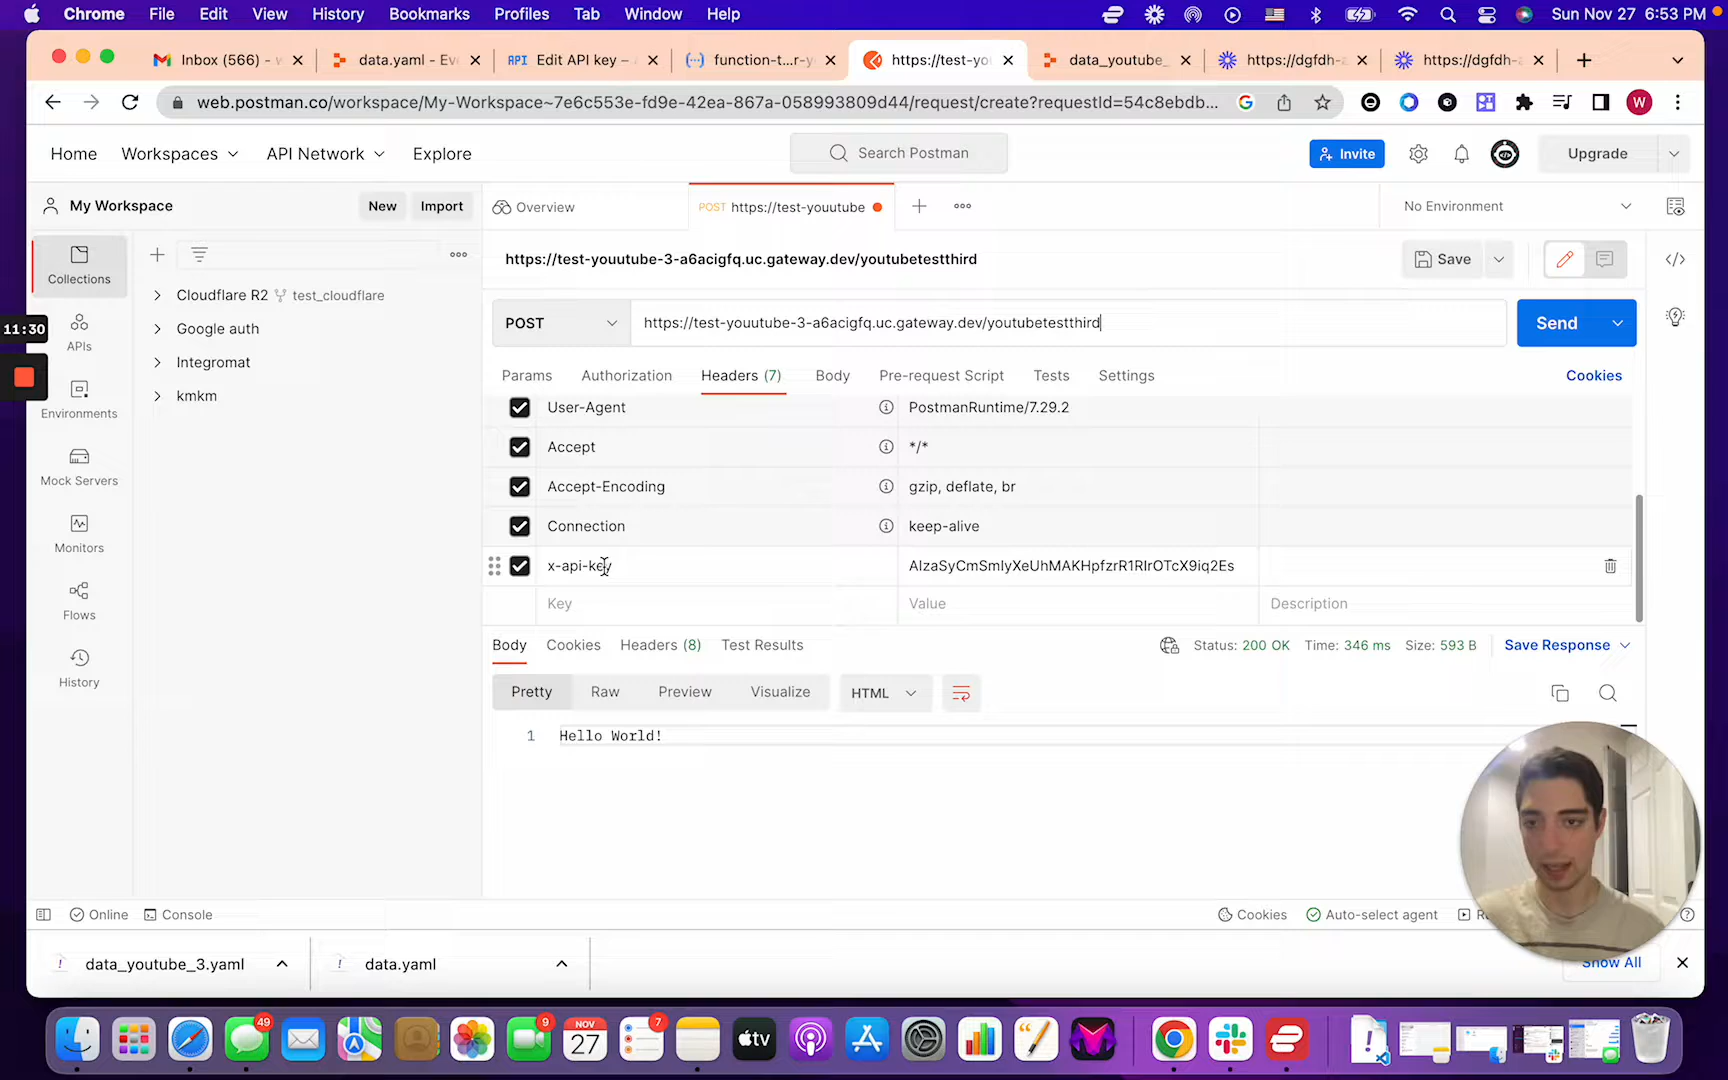 Chrome File Edit View History Bookmarks Profiles Tab Window Help Sun Nov 27 6:53 PM
Inbox (566) - data.yaml - Ev API Edit API key – function-t...r-y https://test-yo data_youtube_ https://dgfdh- https://dgfdh-
web.postman.co/workspace/My-Workspace~7e6c553e-fd9e-42ea-867a-058993809d44/request/create?requestId=54c8ebdb... W
Home Workspaces API Network Explore Search Postman Invite Upgrade
My Workspace New Import Overview POST https://test-youutube No Environment
Collections
https://test-youutube-3-a6acigfq.uc.gateway.dev/youtubetestthird Save
Cloudflare R2 test_cloudflare
Google auth
Integromat
kmkm
11:30
APIs
Environments
Mock Servers
Monitors
Flows
History
POST https://test-youutube-3-a6acigfq.uc.gateway.dev/youtubetestthird Send
Params Authorization Headers (7) Body Pre-request Script Tests Settings Cookies
User-Agent PostmanRuntime/7.29.2
Accept */*
Accept-Encoding gzip, deflate, br
Connection keep-alive
x-api-key AIzaSyCmSmIyXeUhMAKHpfzrR1RIrOTcX9iq2Es
Key Value Description
Body Cookies Headers (8) Test Results Status: 200 OK Time: 346 ms Size: 593 B Save Response
Pretty Raw Preview Visualize HTML
1 Hello World!
Online Console Cookies Auto-select agent
data_youtube_3.yaml data.yaml Show All
49 9 NOV 27 7 tv